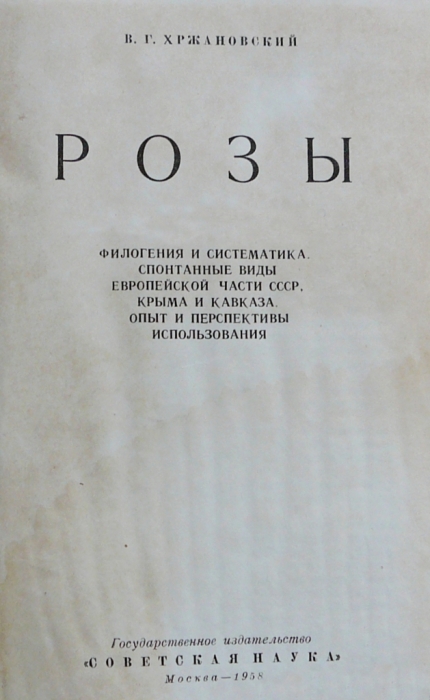 В. Г. ХРЖАНОВСКИЙ
РОЗЫ
ФИЛОГЕНИЯ И СИСТЕМАТИКА.
СПОНТАННЫЕ ВИДЫ
ЕВРОПЕЙСКОЙ ЧАСТИ СССР,
КРЫМА И КАВКАЗА.
ОПЫТ И ПЕРСПЕКТИВЫ
ИСПОЛЬЗОВАНИЯ
Государственное издательство
«СОВЕТСКАЯ НАУКА»
Москва—1958